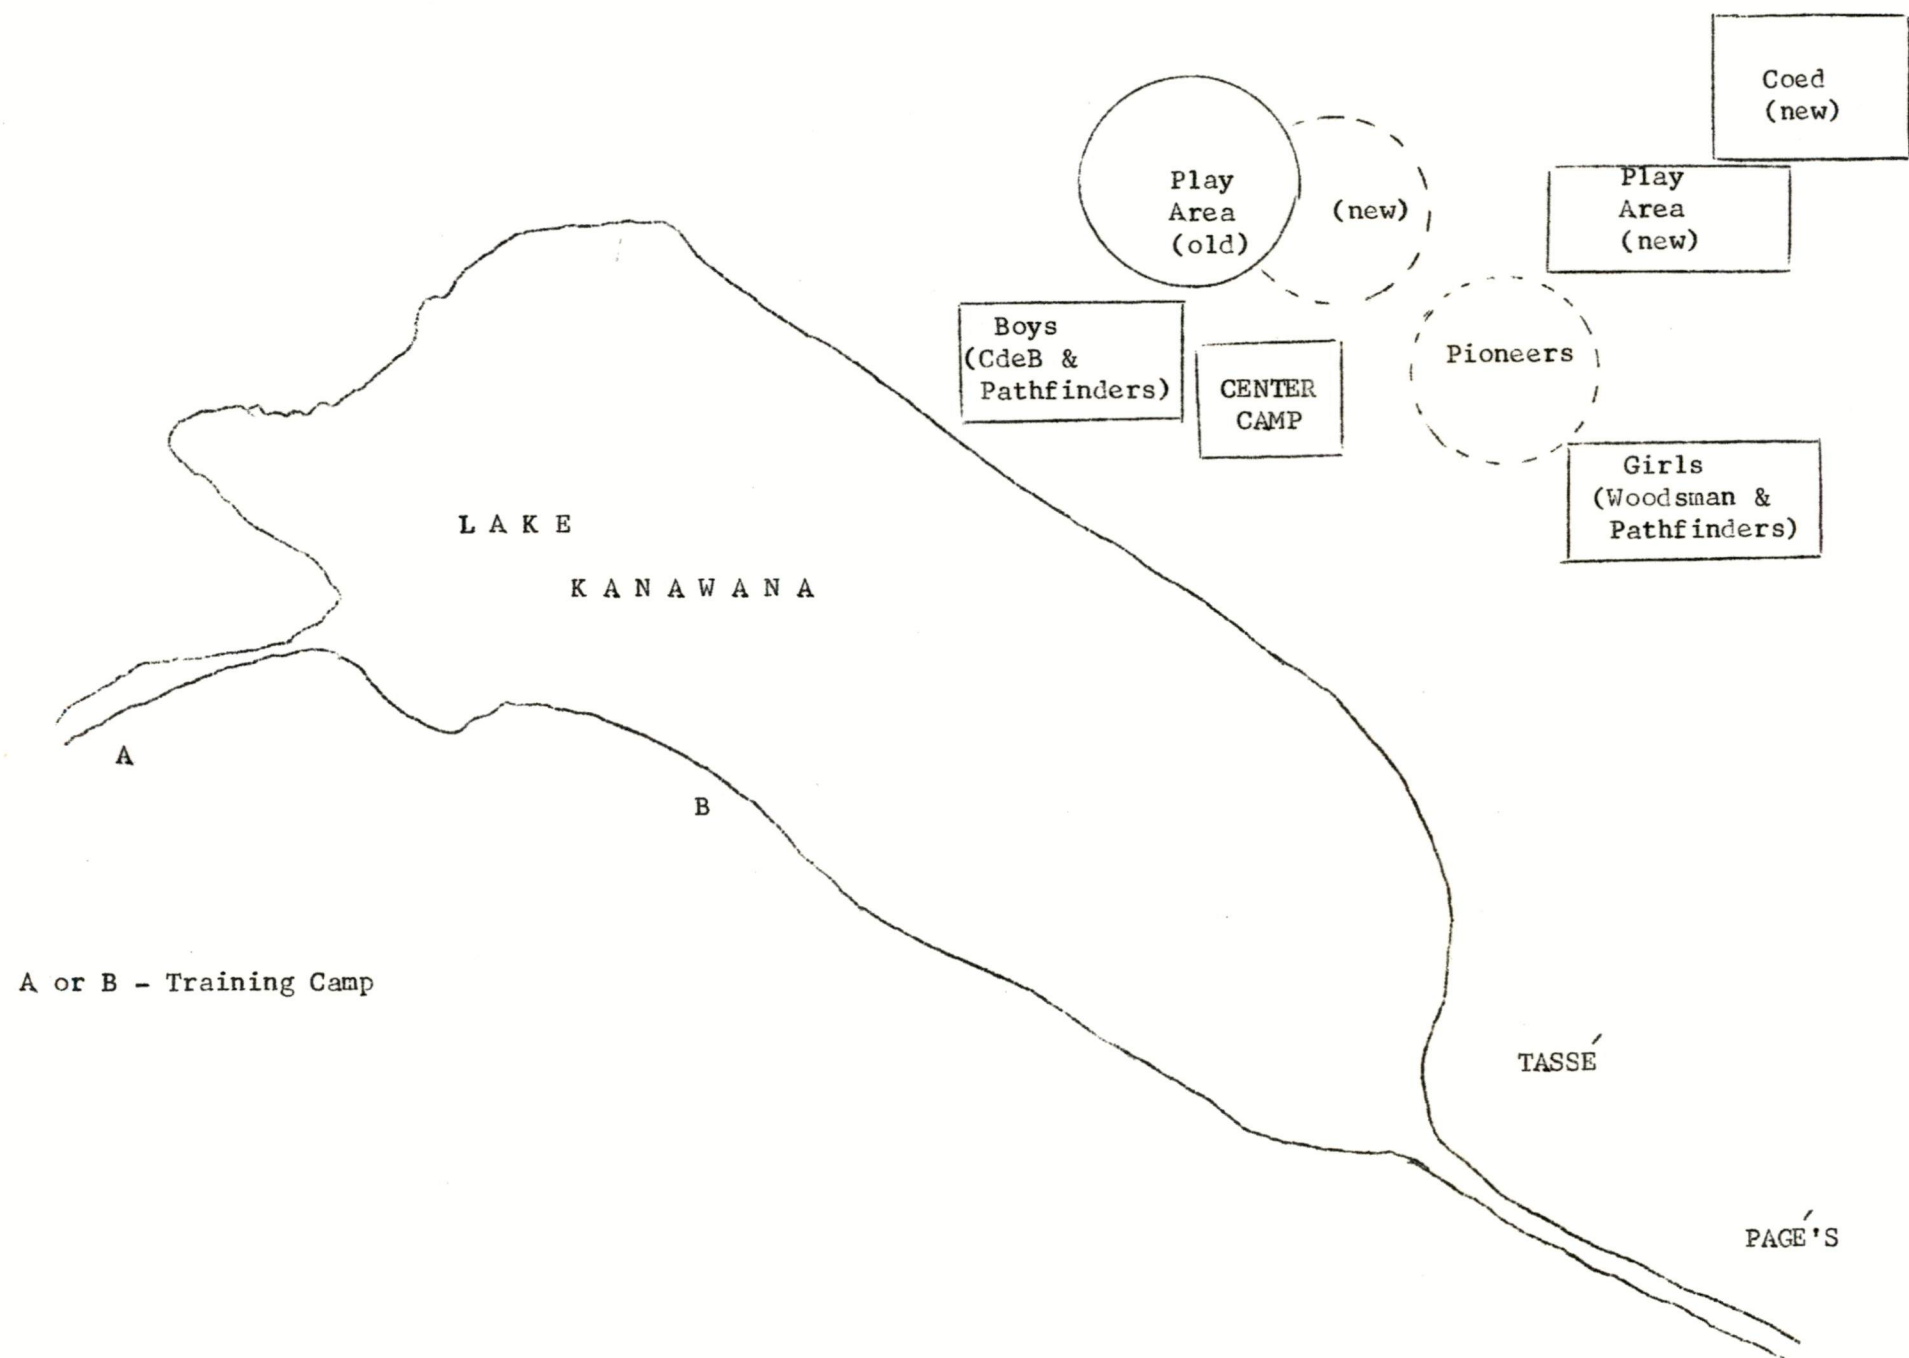 Coed
(new)
Play
Area
(old)
(new)
Play
Area
(new)
Boys
(CdeB &
Pathfinders)
CENTER
CAMP
Pioneers
Girls
(Woodsman &
Pathfinders)
L A K E
K A N A W A N A
A
B
A or B - Training Camp
TASSÉ
PAGÉ'S